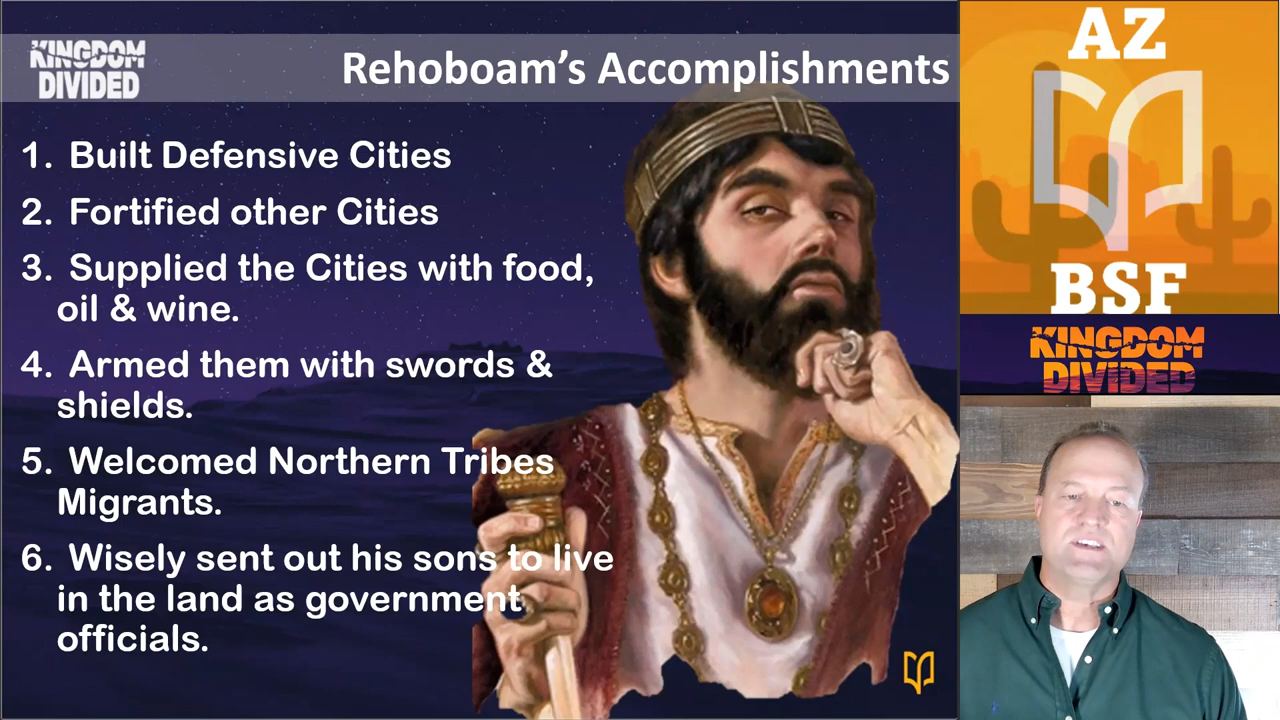 KINGDOM
DIVIDED
Rehoboam's Accomplishments
1. Built Defensive Cities
2. Fortified other Cities
3. Supplied the Cities with food,
oil & wine.
4. Armed them with swords &
shields.
5. Welcomed Northern Tribes
Migrants.
6. Wisely sent out his sons to live
in the land as government
officials.
AZ
BSF
KINGDOM
DIVIDED